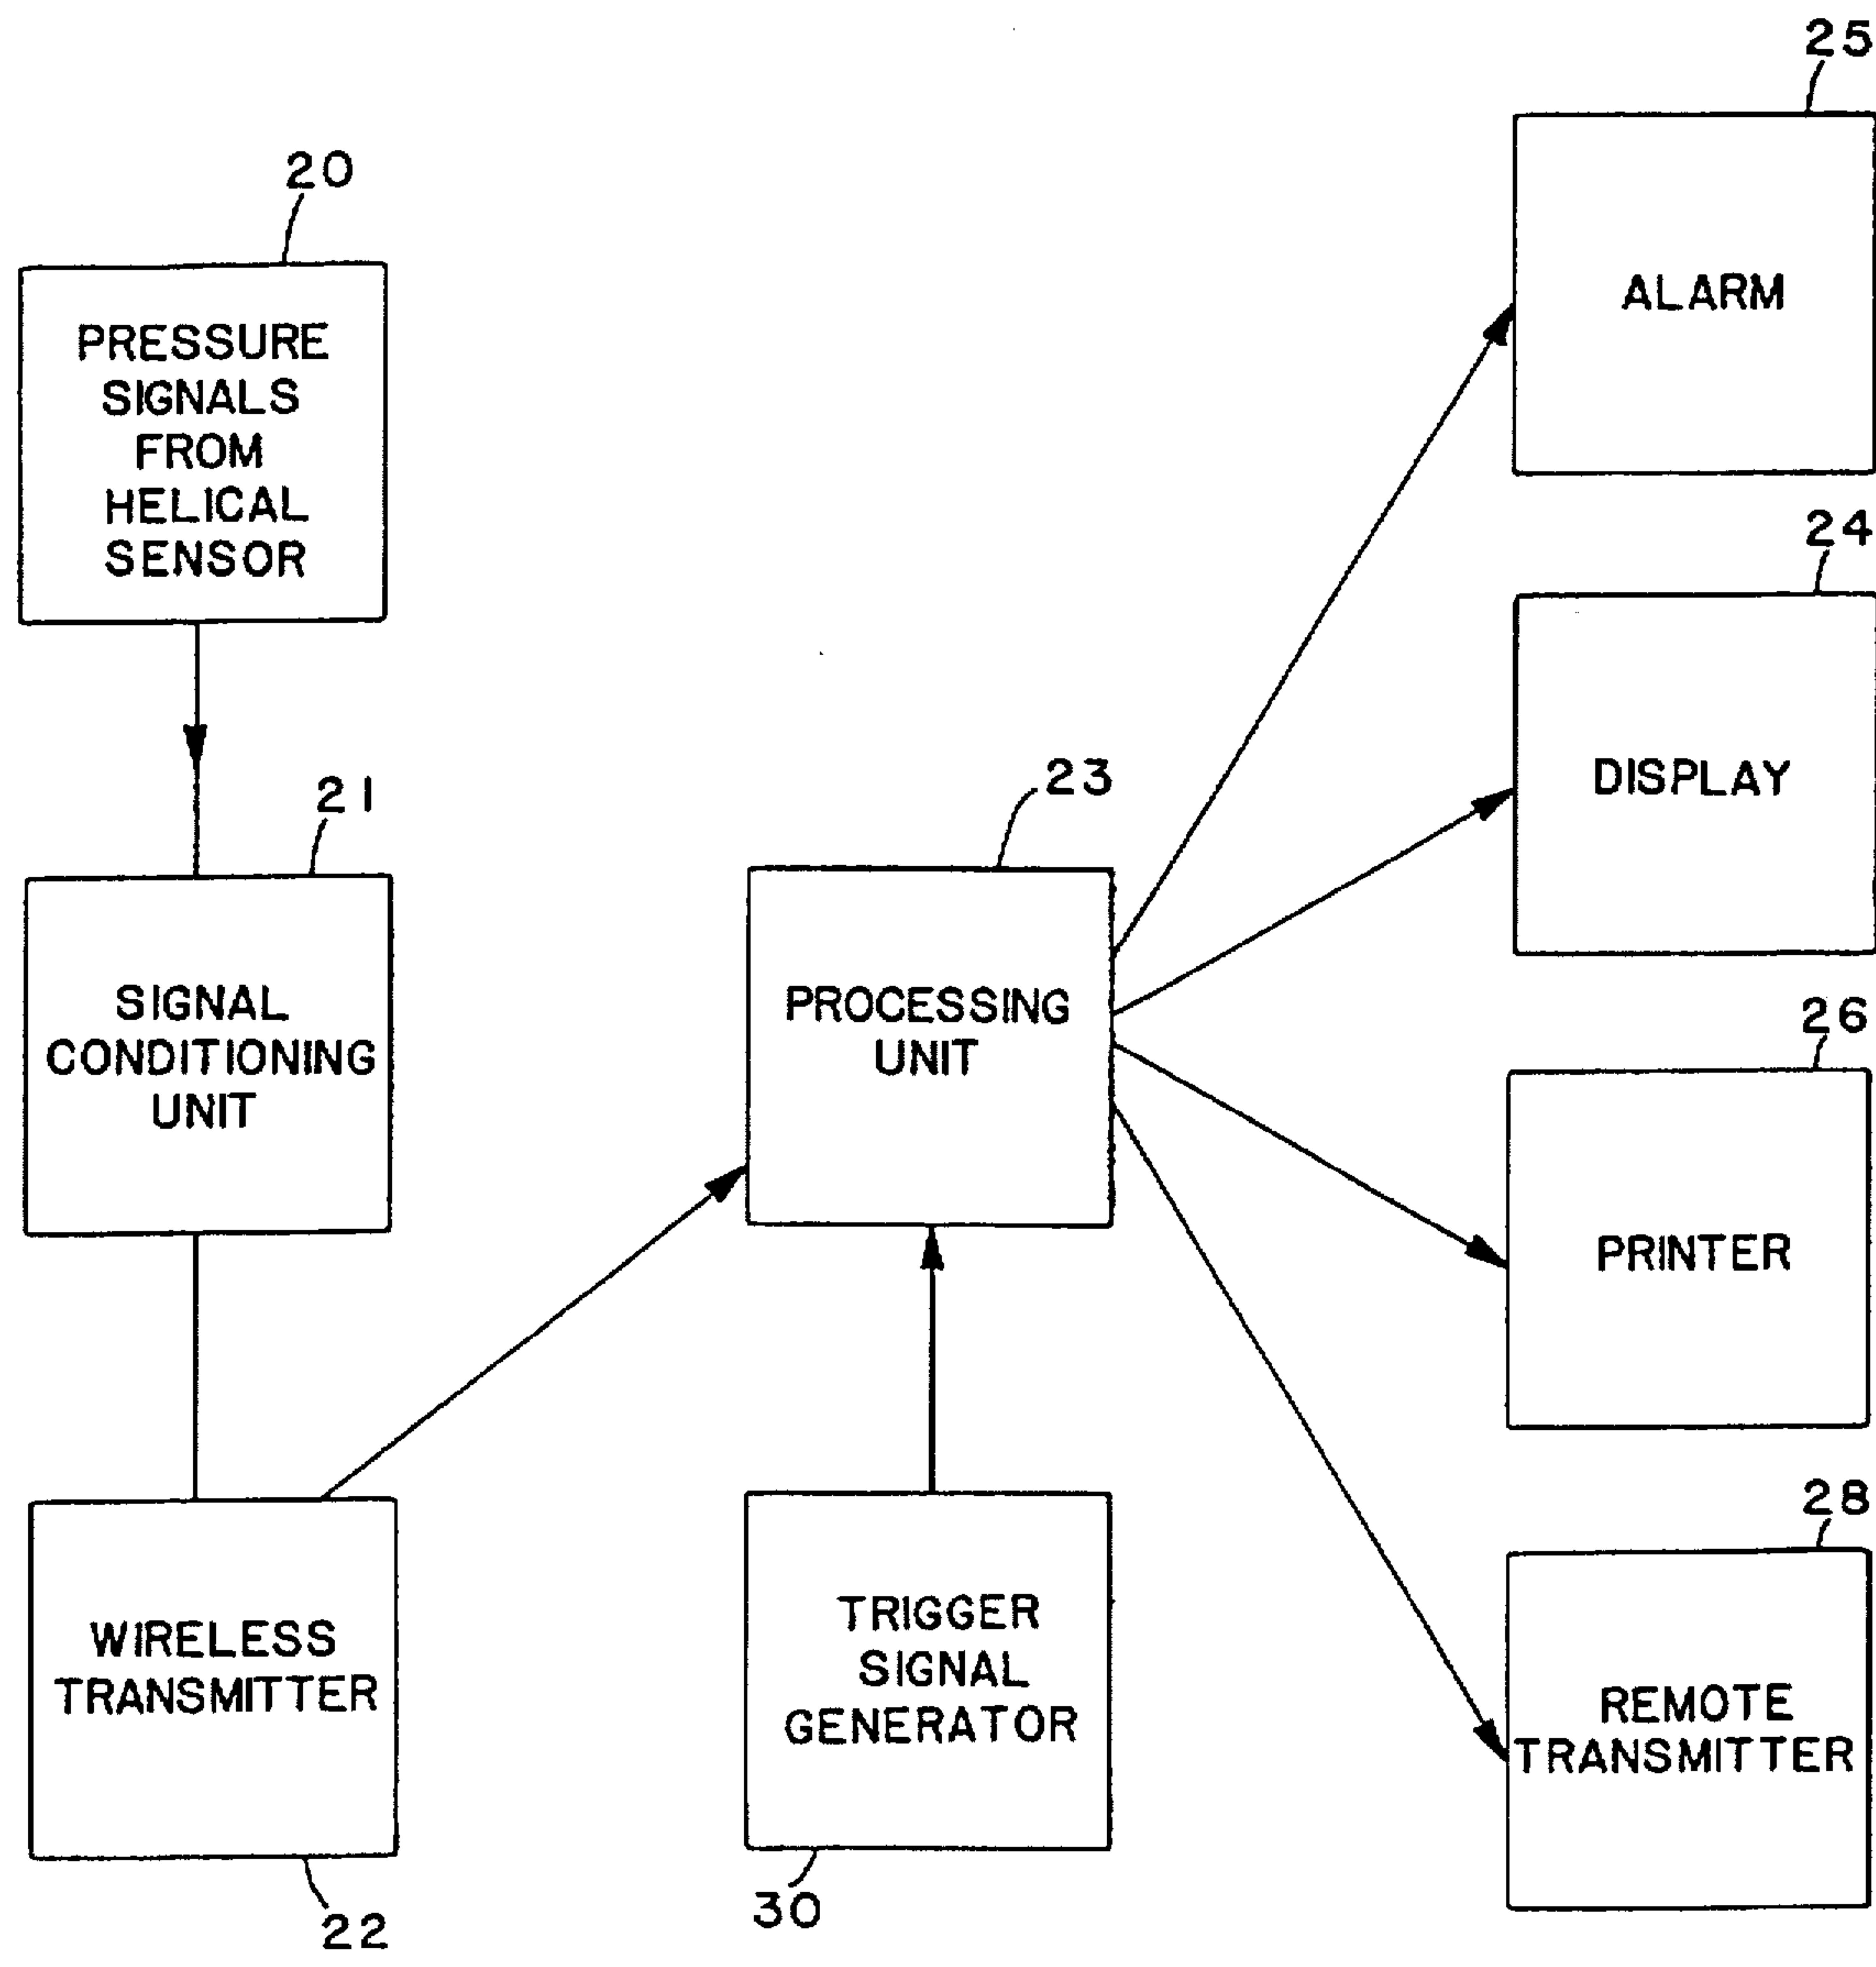 20
PRESSURE
SIGNALS
FROM
HELICAL
SENSOR
21
SIGNAL
CONDITIONING
UNIT
WIRELESS
TRANSMITTER
22
23
PROCESSING
UNIT
TRIGGER
SIGNAL
GENERATOR
30
25
ALARM
24
DISPLAY
26
PRINTER
28
REMOTE
TRANSMITTER